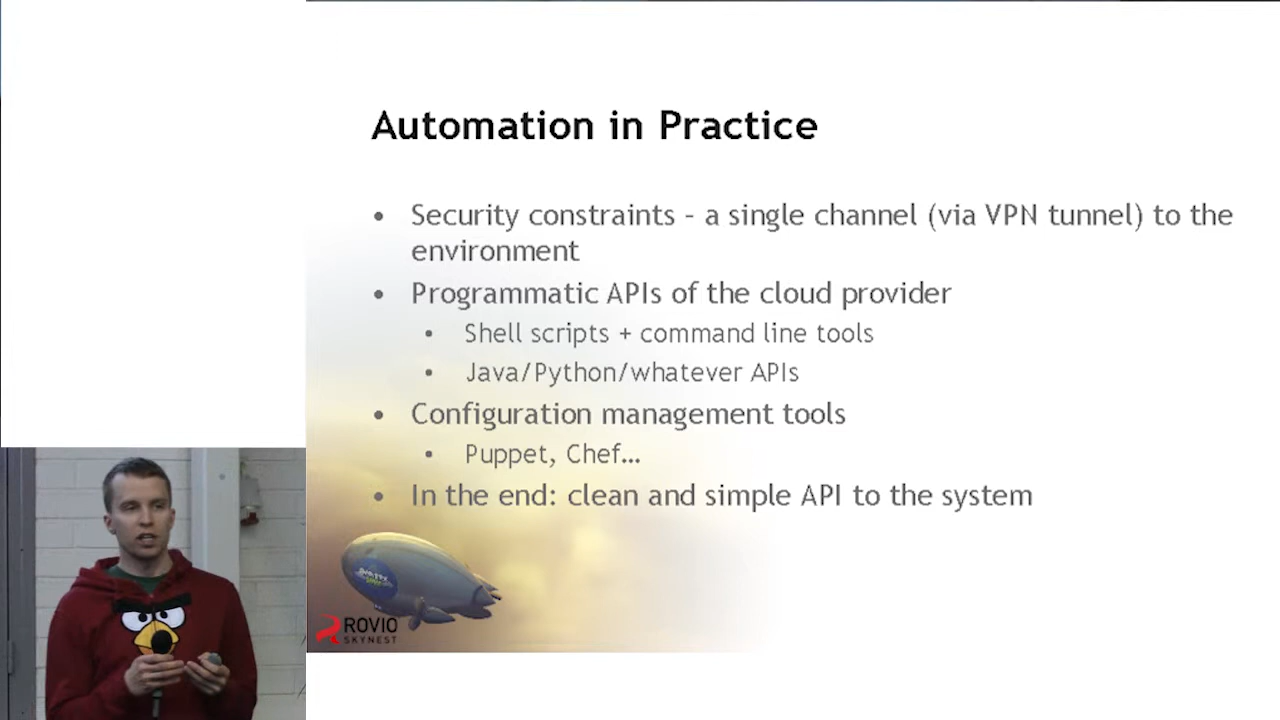 Automation in Practice
• Security constraints – a single channel (via VPN tunnel) to the
environment
• Programmatic APIs of the cloud provider
• Shell scripts + command line tools
• Java/Python/whatever APIs
• Configuration management tools
• Puppet, Chef…
• In the end: clean and simple API to the system
ROVIO
SKYNEST